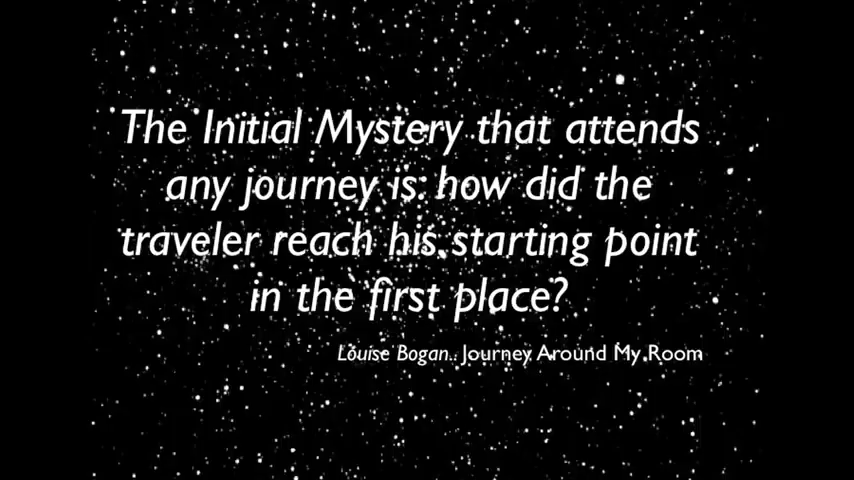 The Initial Mystery that attends
any journey is: how did the
traveler reach his starting point
in the first place?
Louise Bogan.. Journey Around My Room